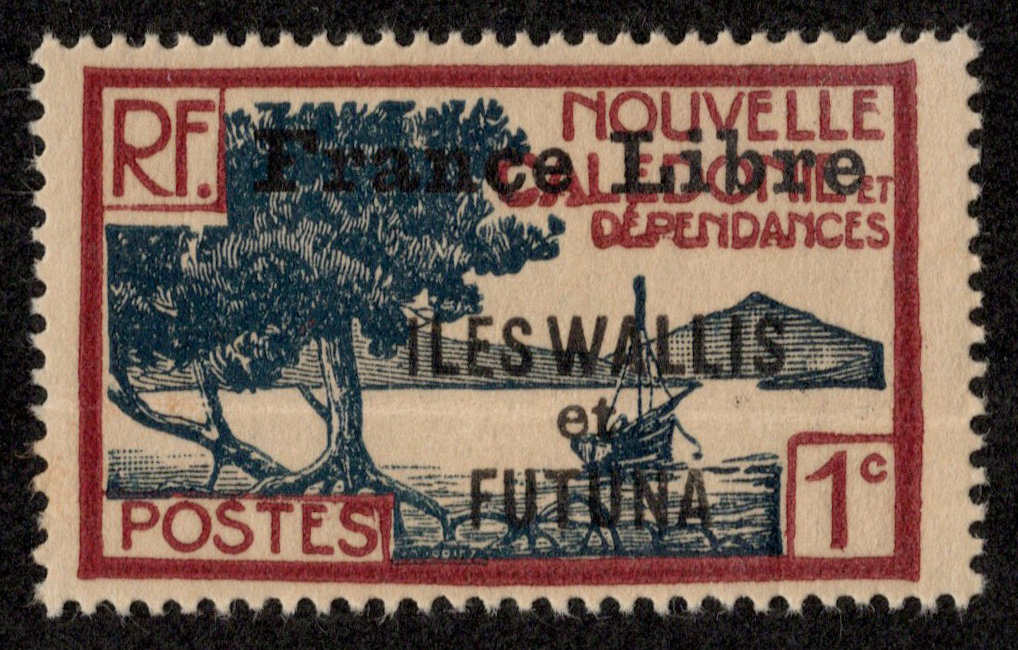 RF.
NOUVELLE
CALÉDONIE ET
DÉPENDANCES
France Libre
ILES WALLIS
et
FUTUNA
POSTES
1c